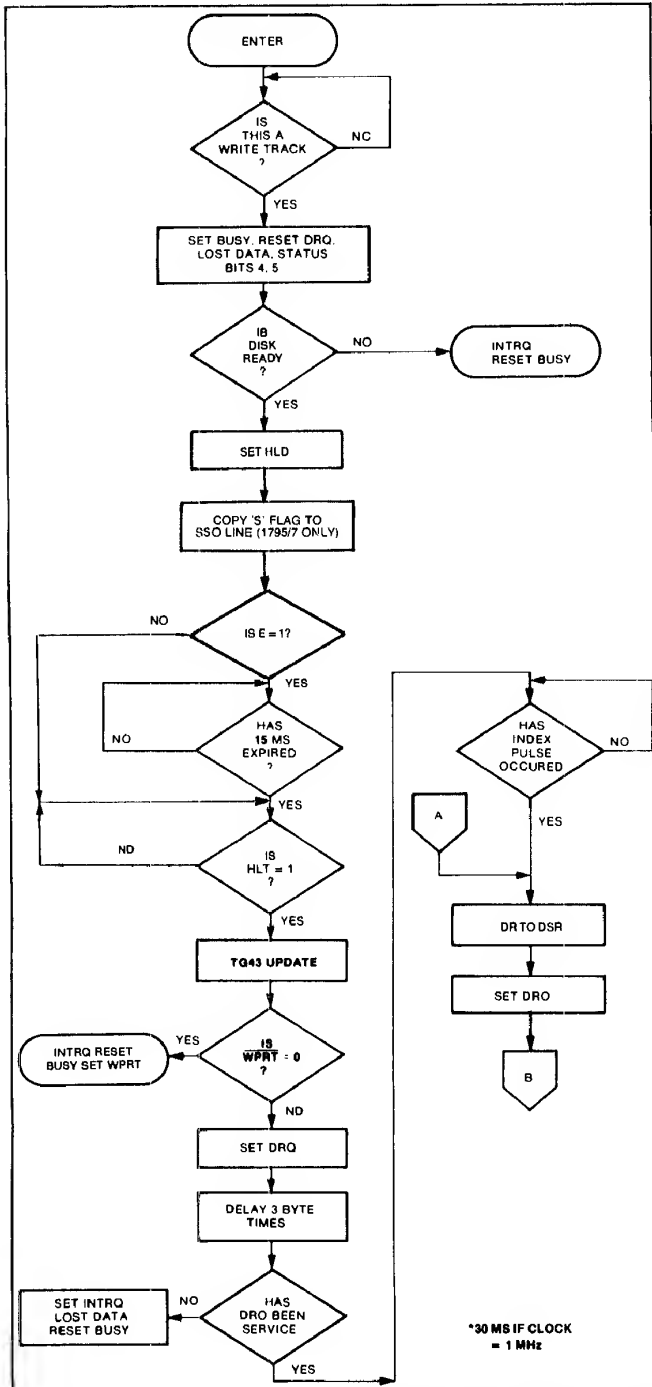 ENTER
IS
THIS A
WRITE TRACK
?
NC
YES
SET BUSY, RESET DRQ,
LOST DATA, STATUS
BITS 4, 5
IB
DISK
READY
?
NO
INTRQ
RESET BUSY
YES
SET HLD
COPY 'S' FLAG TO
SSO LINE (1795/7 ONLY)
NO
IS E = 1?
YES
HAS
15 MS
EXPIRED
?
NO
YES
ND
IS
HLT = 1
?
YES
TG43 UPDATE
YES
IS
WPRT = 0
?
INTRQ RESET
BUSY SET WPRT
ND
SET DRQ
DELAY 3 BYTE
TIMES
HAS
DRO BEEN
SERVICE
NO
SET INTRQ
LOST DATA
RESET BUSY
YES
HAS
INDEX
PULSE
OCCURED
NO
YES
A
DR TO DSR
SET DRO
B
*30 MS IF CLOCK
= 1 MHz